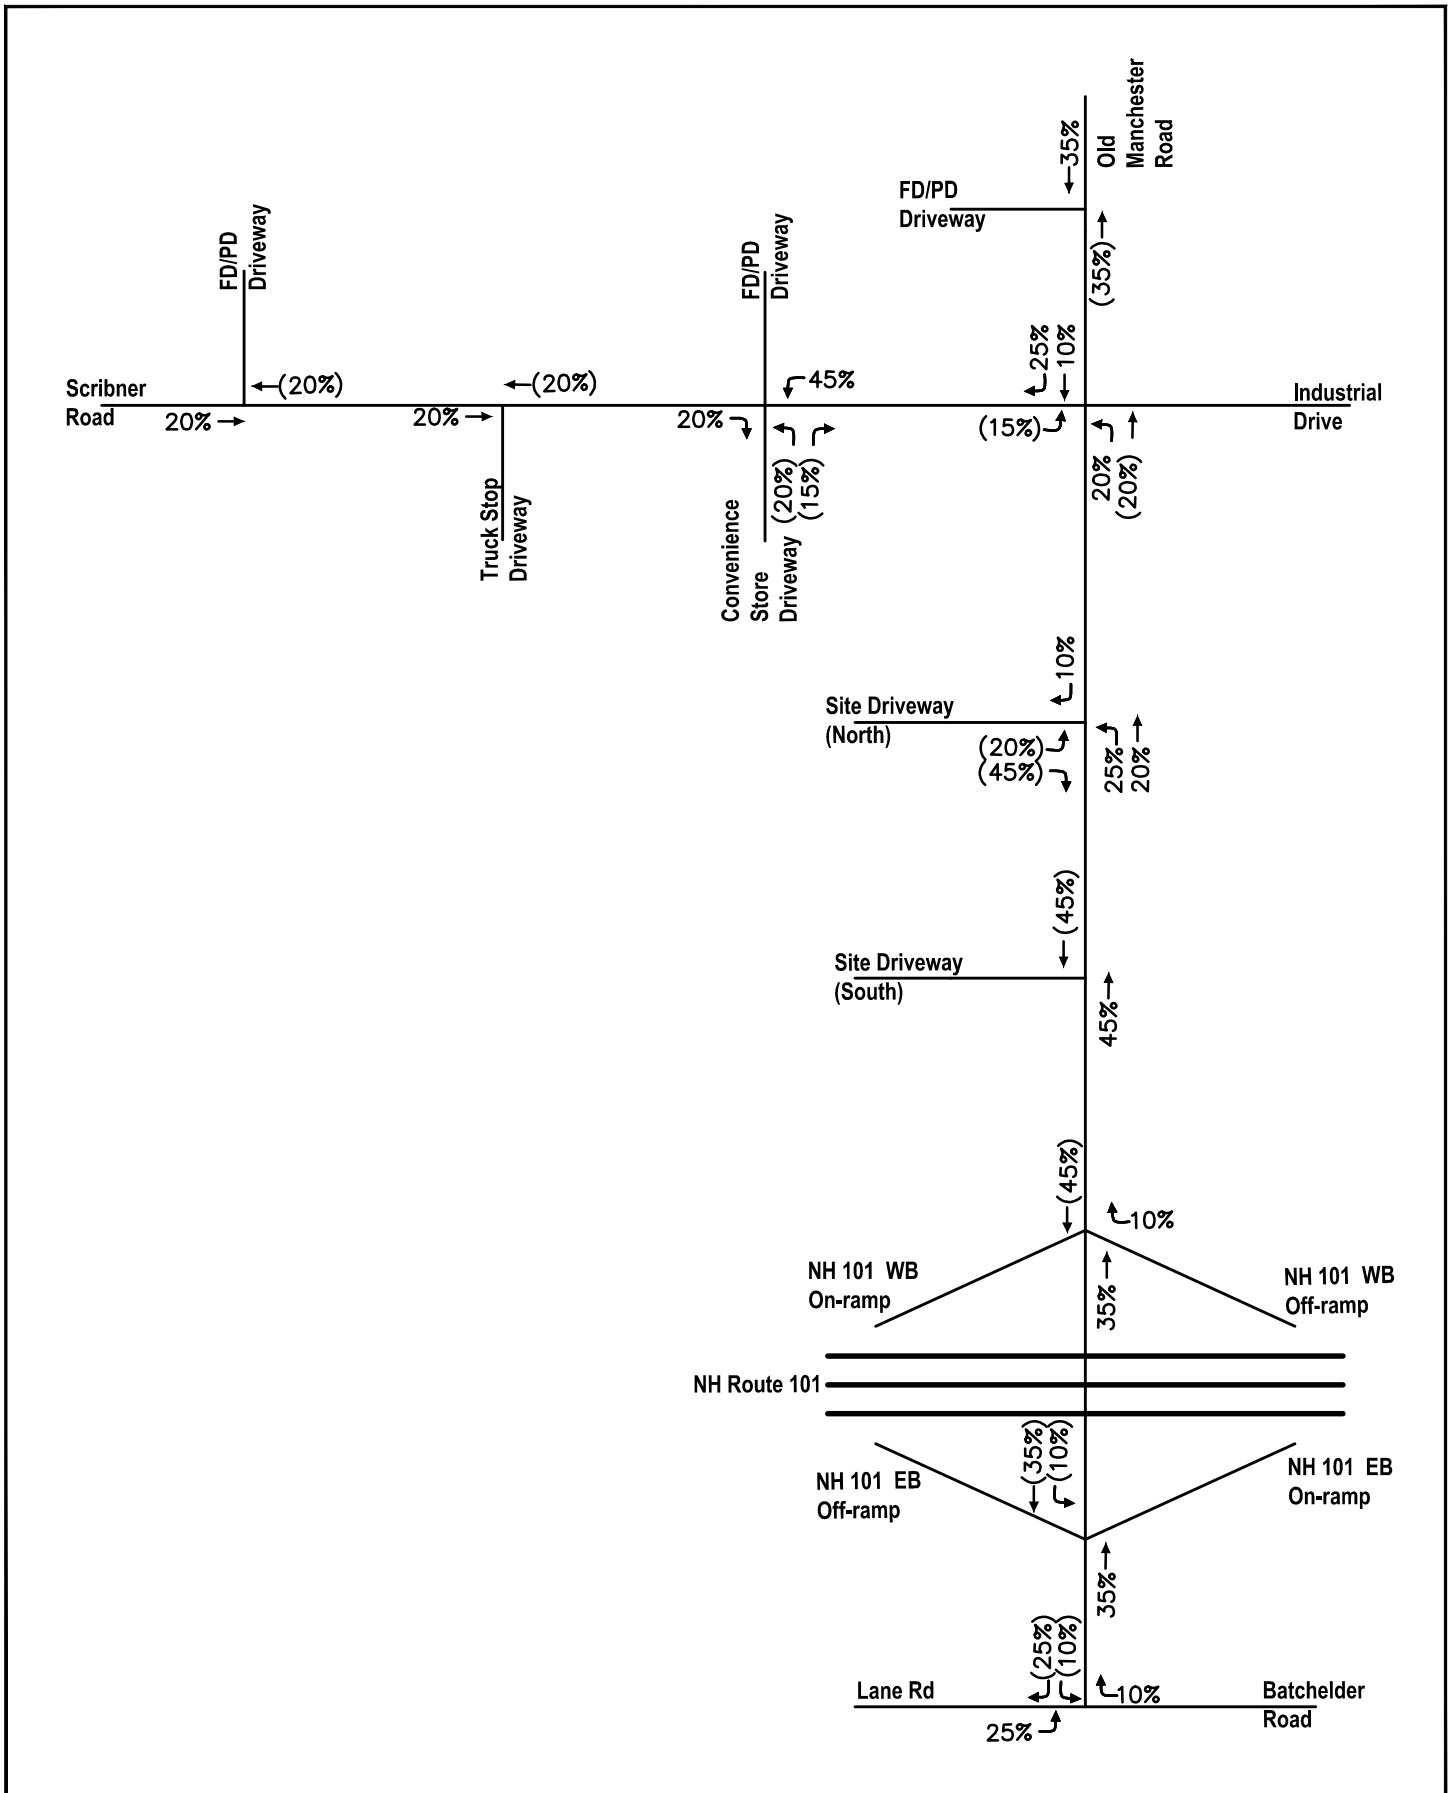 35%
Old
Manchester
Road
FD/PD
Driveway
(35%)
FD/PD
Driveway
FD/PD
Driveway
25%
10%
Scribner
Road
(20%)
20%
(20%)
20%
45%
20%
(20%)
(15%)
(15%)
20%
(20%)
Industrial
Drive
Truck Stop
Driveway
Convenience
Store
Driveway
10%
Site Driveway
(North)
(20%)
(45%)
25%
20%
(45%)
Site Driveway
(South)
45%
(45%)
10%
NH 101 WB
On-ramp
35%
NH 101 WB
Off-ramp
NH Route 101
(35%)
(10%)
NH 101 EB
Off-ramp
NH 101 EB
On-ramp
35%
(25%)
(10%)
Lane Rd
10%
Batchelder
Road
25%